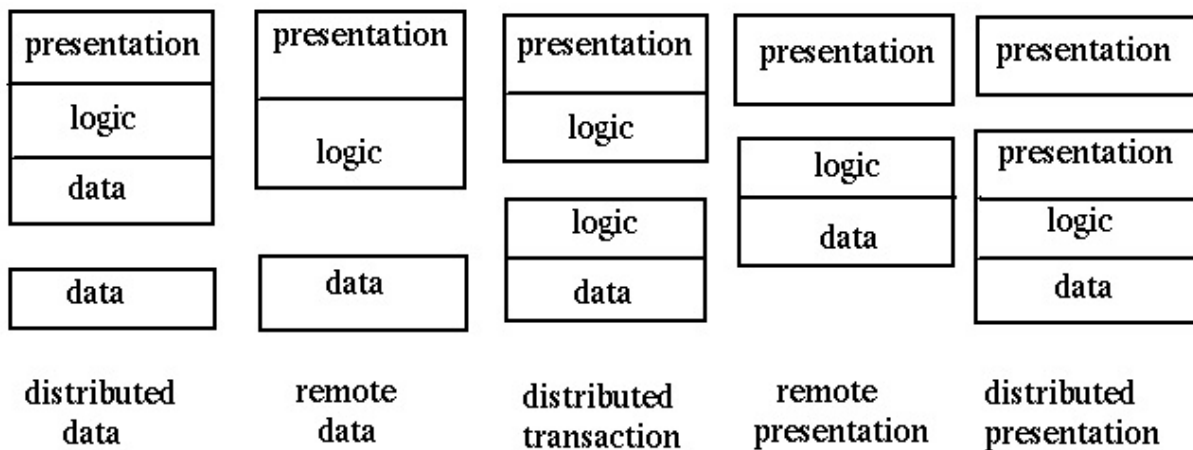 presentation
logic
data
data
distributed
data
presentation
logic
data
remote
data
presentation
logic
logic
data
distributed
transaction
presentation
logic
data
remote
presentation
presentation
presentation
logic
data
distributed
presentation